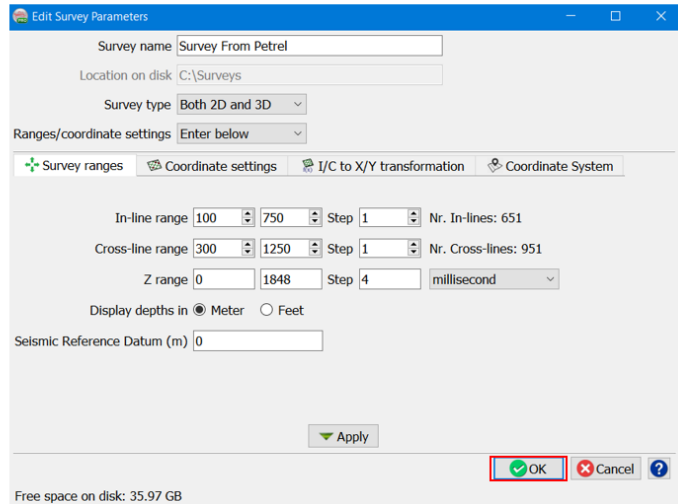 Edit Survey Parameters
Survey name Survey From Petrel
Location on disk C:\Surveys
Survey type Both 2D and 3D
Ranges/coordinate settings Enter below
Survey ranges Coordinate settings I/C to X/Y transformation Coordinate System
In-line range 100 750 Step 1 Nr. In-lines: 651
Cross-line range 300 1250 Step 1 Nr. Cross-lines: 951
Z range 0 1848 Step 4 millisecond
Display depths in Meter Feet
Seismic Reference Datum (m) 0
Apply
OK Cancel ?
Free space on disk: 35.97 GB